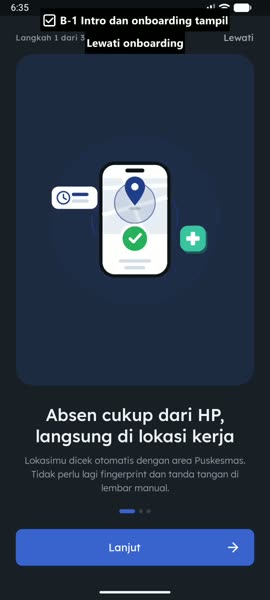 6:35
☑ B-1 Intro dan onboarding tampil
Lewati onboarding
Langkah 1 dari 3
Lewati
Absen cukup dari HP,
langsung di lokasi kerja
Lokasimu dicek otomatis dengan area Puskesmas.
Tidak perlu lagi fingerprint dan tanda tangan di
lembar manual.
Lanjut